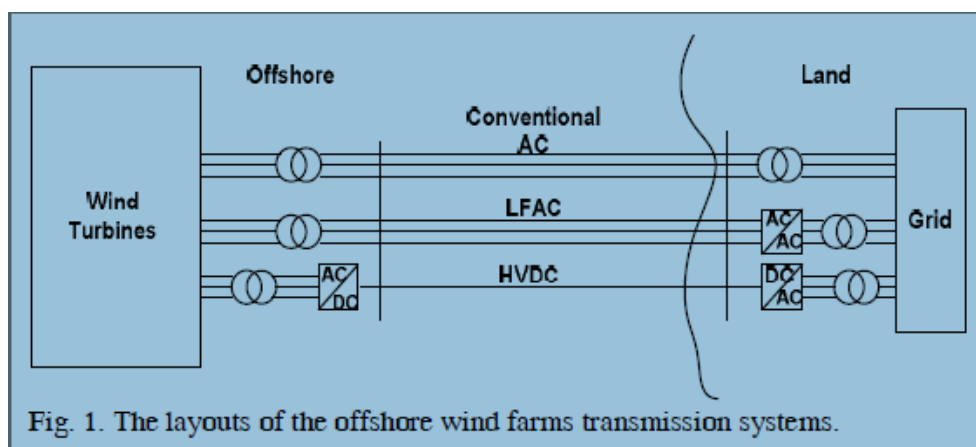 Offshore
Land
Conventional
AC
Wind
Turbines
LFAC
AC
AC
Grid
HVDC
AC
DC
DC
AC
Fig. 1. The layouts of the offshore wind farms transmission systems.